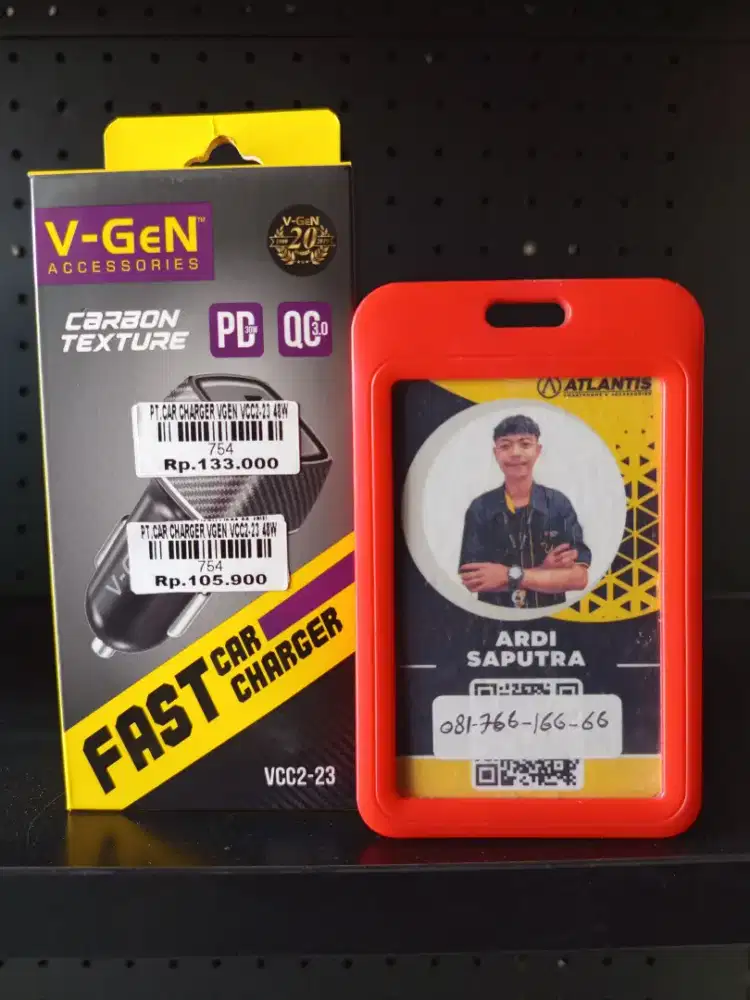 V-GeN™
ACCESSORIES
V-GeN
20
CARBON
TEXTURE
PD 30W
QC 3.0
PT.CAR CHARGER VGEN VCC2-23 48W
754
Rp.133.000
PT.CAR CHARGER VGEN VCC2-23 48W
754
Rp.105.900
V-G
FAST CAR
CHARGER
VCC2-23
ATLANTIS
ARDI
SAPUTRA
081-766-166-66